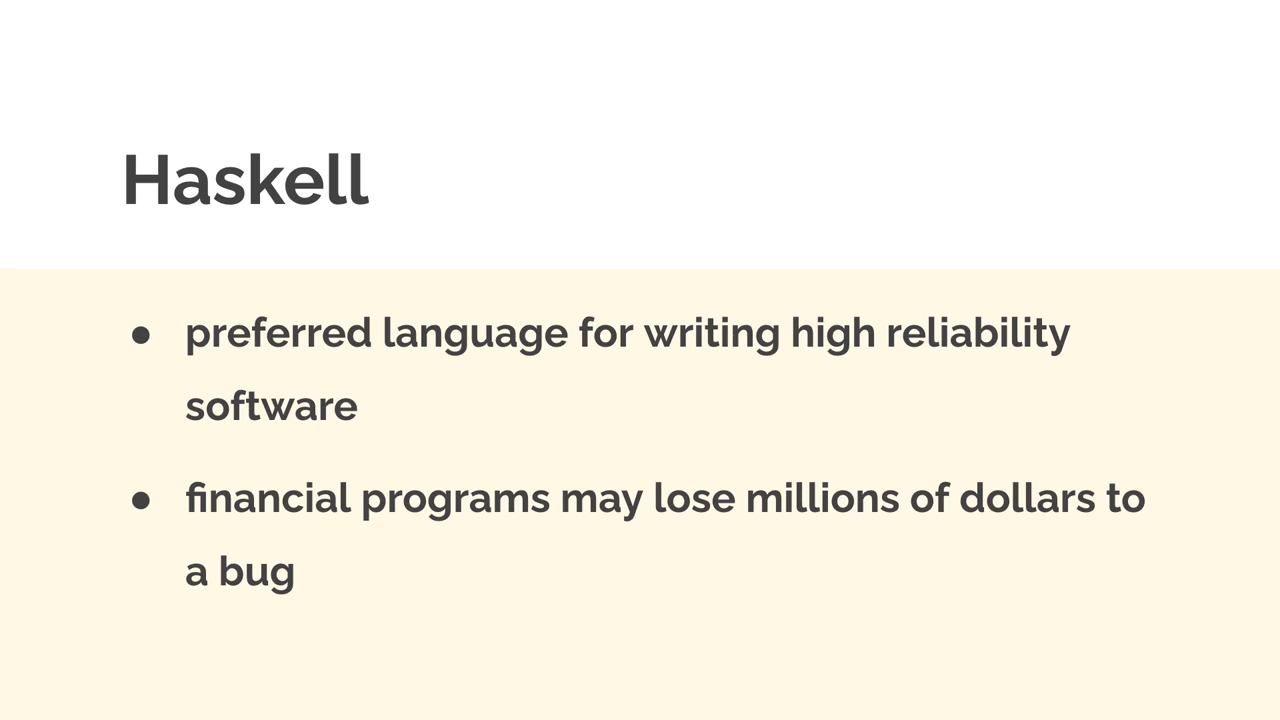 Haskell
● preferred language for writing high reliability
software
● financial programs may lose millions of dollars to
a bug